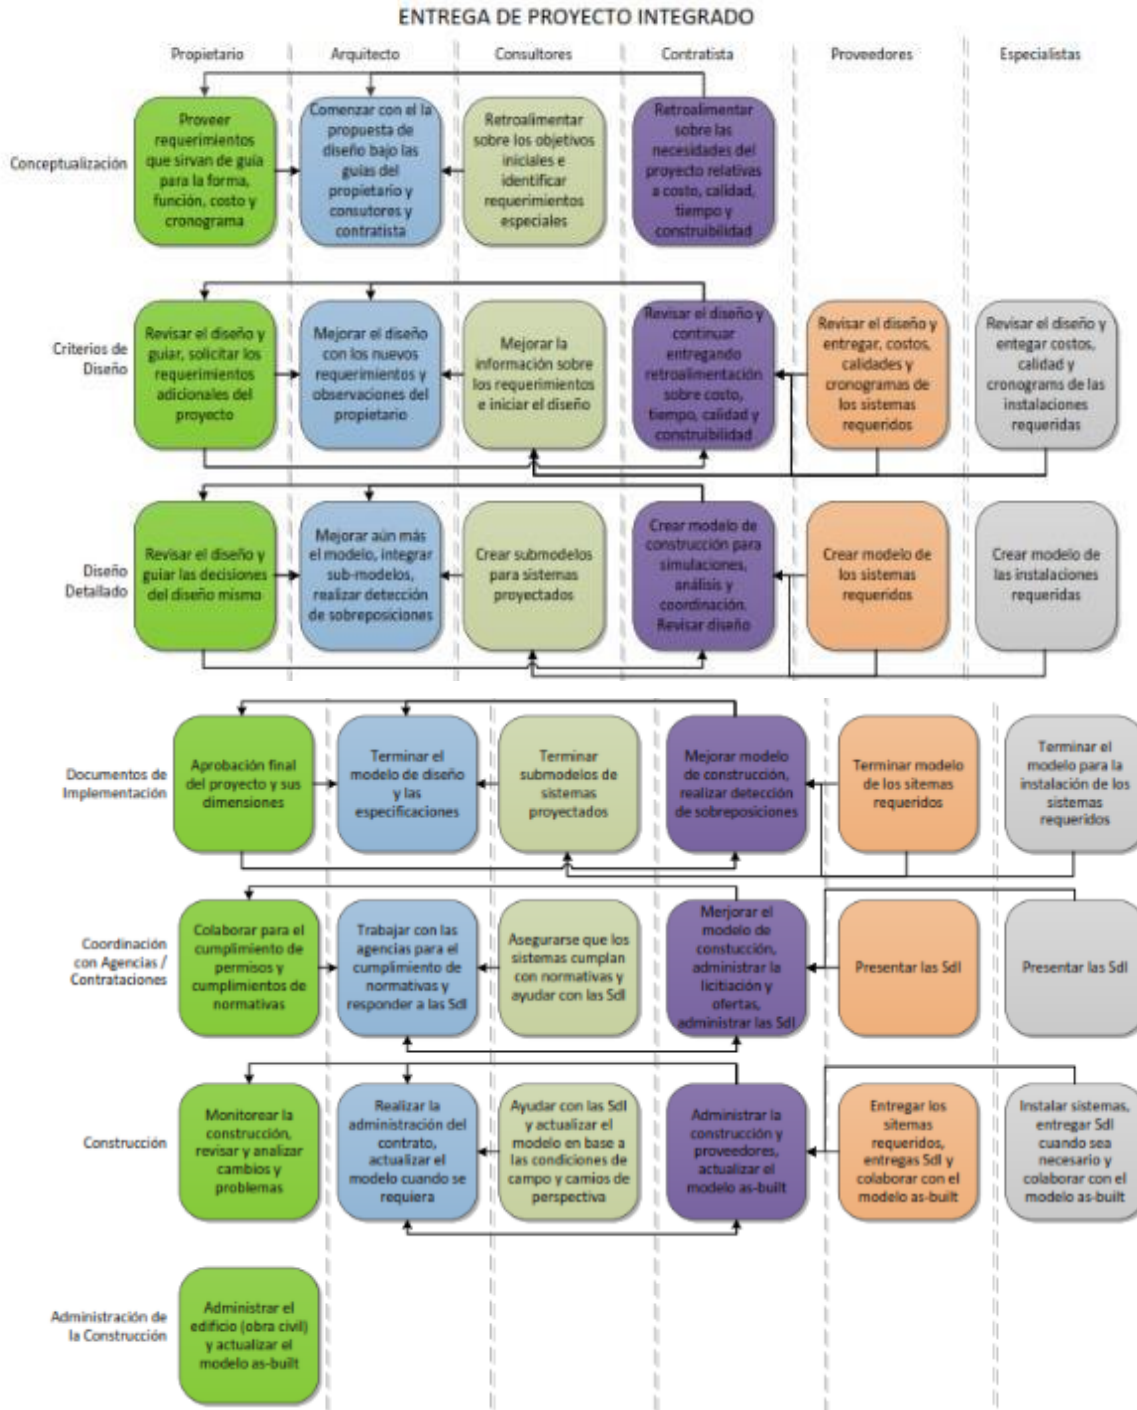 ENTREGA DE PROYECTO INTEGRADO
Propietario
Arquitecto
Consultores
Contratista
Proveedores
Especialistas
Conceptualización
Proveer
requerimientos
que sirvan de guía
para la forma,
función, costo y
cronograma
Comenzar con el la
propuesta de
diseño bajo las
guías del
propietario y
consutores y
contratista
Retroalimentar
sobre los objetivos
iniciales e
identificar
requerimientos
especiales
Retroalimentar
sobre las
necesidades del
proyecto relativas
a costo, calidad,
tiempo y
construibilidad
Criterios de
Diseño
Revisar el diseño y
guiar, solicitar los
requerimientos
adicionales del
proyecto
Mejorar el diseño
con los nuevos
requerimientos y
observaciones del
propietario
Mejorar la
información sobre
los requerimientos
e iniciar el diseño
Revisar el diseño y
continuar
entregando
retroalimentación
sobre costo,
tiempo, calidad y
construibilidad
Revisar el diseño y
entregar, costos,
calidades y
cronogramas de
los sistemas
requeridos
Revisar el diseño y
entegar costos,
calidad y
cronograms de las
instalaciones
requeridas
Diseño
Detallado
Revisar el diseño y
guiar las decisiones
del diseño mismo
Mejorar aún más
el modelo, integrar
sub-modelos,
realizar detección
de sobreposiciones
Crear submodelos
para sistemas
proyectados
Crear modelo de
construcción para
simulaciones,
análisis y
coordinación.
Revisar diseño
Crear modelo de
los sistemas
requeridos
Crear modelo de
las instalaciones
requeridas
Documentos de
Implementación
Aprobación final
del proyecto y sus
dimensiones
Terminar el
modelo de diseño
y las
especificaciones
Terminar
submodelos de
sistemas
proyectados
Mejorar modelo
de construcción,
realizar detección
de sobreposiciones
Terminar modelo
de los sitemas
requeridos
Terminar el
modelo para la
instalación de los
sistemas
requeridos
Coordinación
con Agencias /
Contrataciones
Colaborar para el
cumplimiento de
permisos y
cumplimientos de
normativas
Trabajar con las
agencias para el
cumplimiento de
normativas y
responder a las SdI
Asegurarse que los
sistemas cumplan
con normativas y
ayudar con las SdI
Merjorar el
modelo de
constucción,
administrar la
licitiación y
ofertas,
administrar las SdI
Presentar las SdI
Presentar las SdI
Construcción
Monitorear la
construcción,
revisar y analizar
cambios y
problemas
Realizar la
administración del
contrato,
actualizar el
modelo cuando se
requiera
Ayudar con las SdI
y actualizar el
modelo en base a
las condiciones de
campo y camios de
perspectiva
Administrar la
construcción y
proveedores,
actualizar el
modelo as-built
Entregar los
sitemas
requeridos,
entregas SdI y
colaborar con el
modelo as-built
Instalar sistemas,
entregar SdI
cuando sea
necesario y
colaborar con el
modelo as-built
Administración de
la Construcción
Administrar el
edificio (obra civil)
y actualizar el
modelo as-built